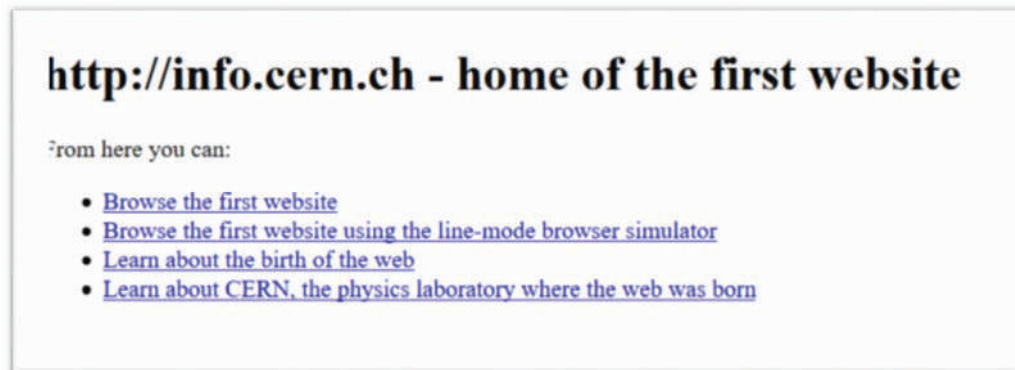 http://info.cern.ch - home of the first website
From here you can:
Browse the first website
Browse the first website using the line-mode browser simulator
Learn about the birth of the web
Learn about CERN, the physics laboratory where the web was born